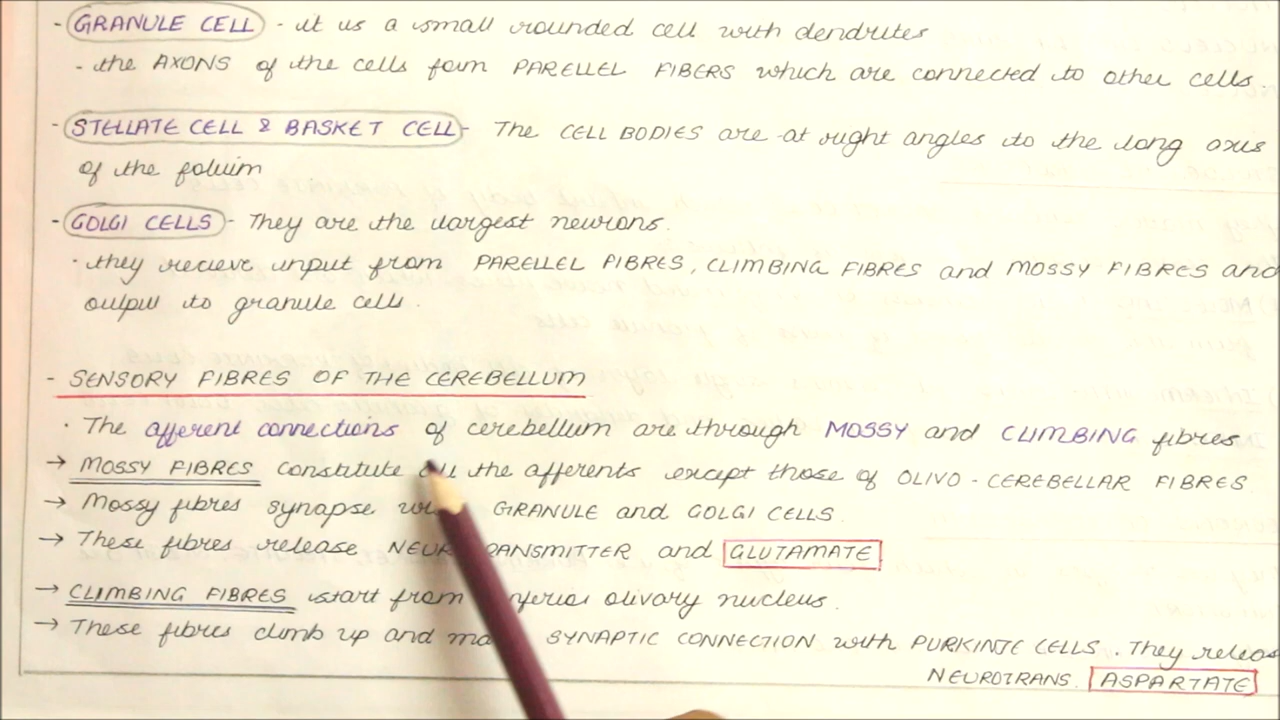 - GRANULE CELL - it us a small rounded cell with dendrites
- the AXONS of the cells form PARELLEL FIBERS which are connected to other cells.
- STELLATE CELL & BASKET CELL - The CELL BODIES are at right angles to the long axis
of the folium
- GOLGI CELLS - They are the largest neurons.
· they recieve input from PARELLEL FIBRES, CLIMBING FIBRES and MOSSY FIBRES and
output to granule cells.
- SENSORY FIBRES OF THE CEREBELLUM
· The afferent connections of cerebellum are through MOSSY and CLIMBING fibres
→ MOSSY FIBRES constitute all the afferents except those of OLIVO - CEREBELLAR FIBRES
→ Mossy fibres synapse GRANULE and GOLGI CELLS
→ These fibres release and GLUTAMATE
→ CLIMBING FIBRES start from inferior olivary nucleus.
→ These fibres climb up and SYNAPTIC CONNECTION with PURKINJE CELLS. They
NEUROTRANS. ASPARTATE